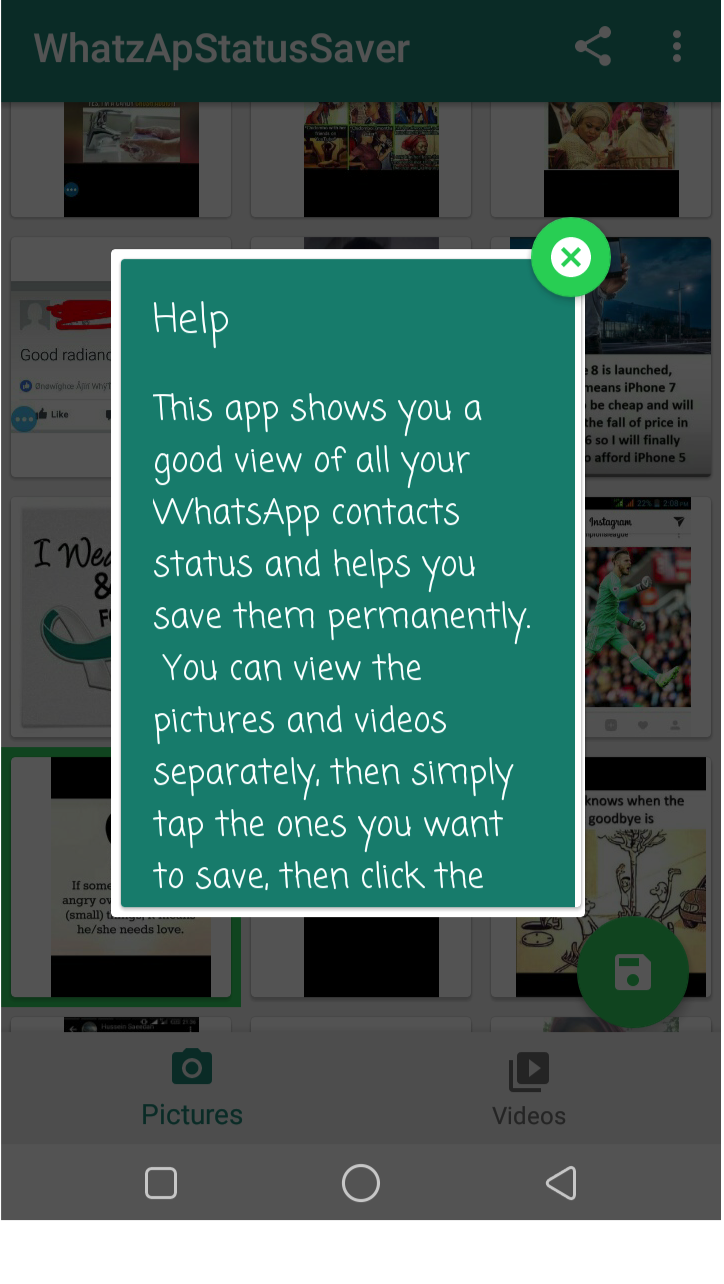 WhatzApStatusSaver
Help
This app shows you a
good view of all your
WhatsApp contacts
status and helps you
save them permanently.
You can view the
pictures and videos
separately, then simply
tap the ones you want
to save, then click the
Good radianc
Like
8 is launched,
means iPhone 7
be cheap and will
the fall of price in
6 so I will finally
afford iPhone 5
I Wea
&
22% 2:08 PM
Instagram
If some
angry ov
(small) things, it means
he/she needs love.
knows when the
goodbye is
Pictures
Videos